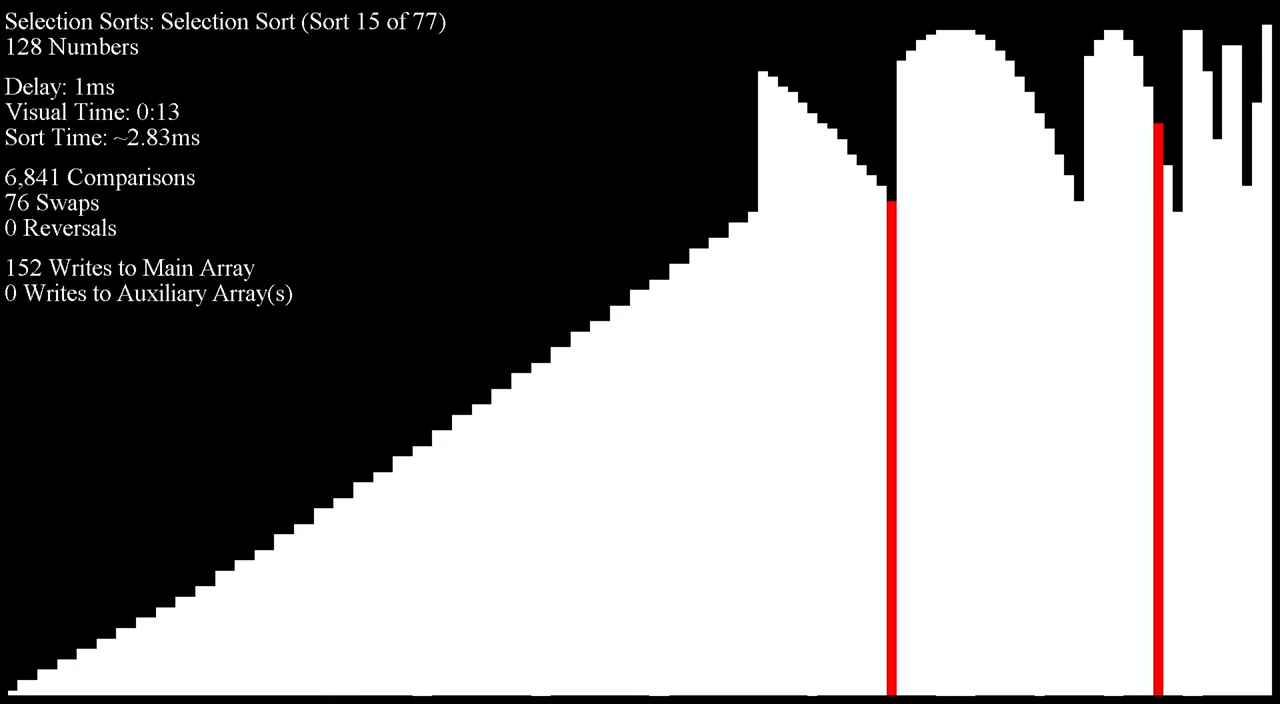 Selection Sorts: Selection Sort (Sort 15 of 77)
128 Numbers
Delay: 1ms
Visual Time: 0:13
Sort Time: ~2.83ms
6,841 Comparisons
76 Swaps
0 Reversals
152 Writes to Main Array
0 Writes to Auxiliary Array(s)